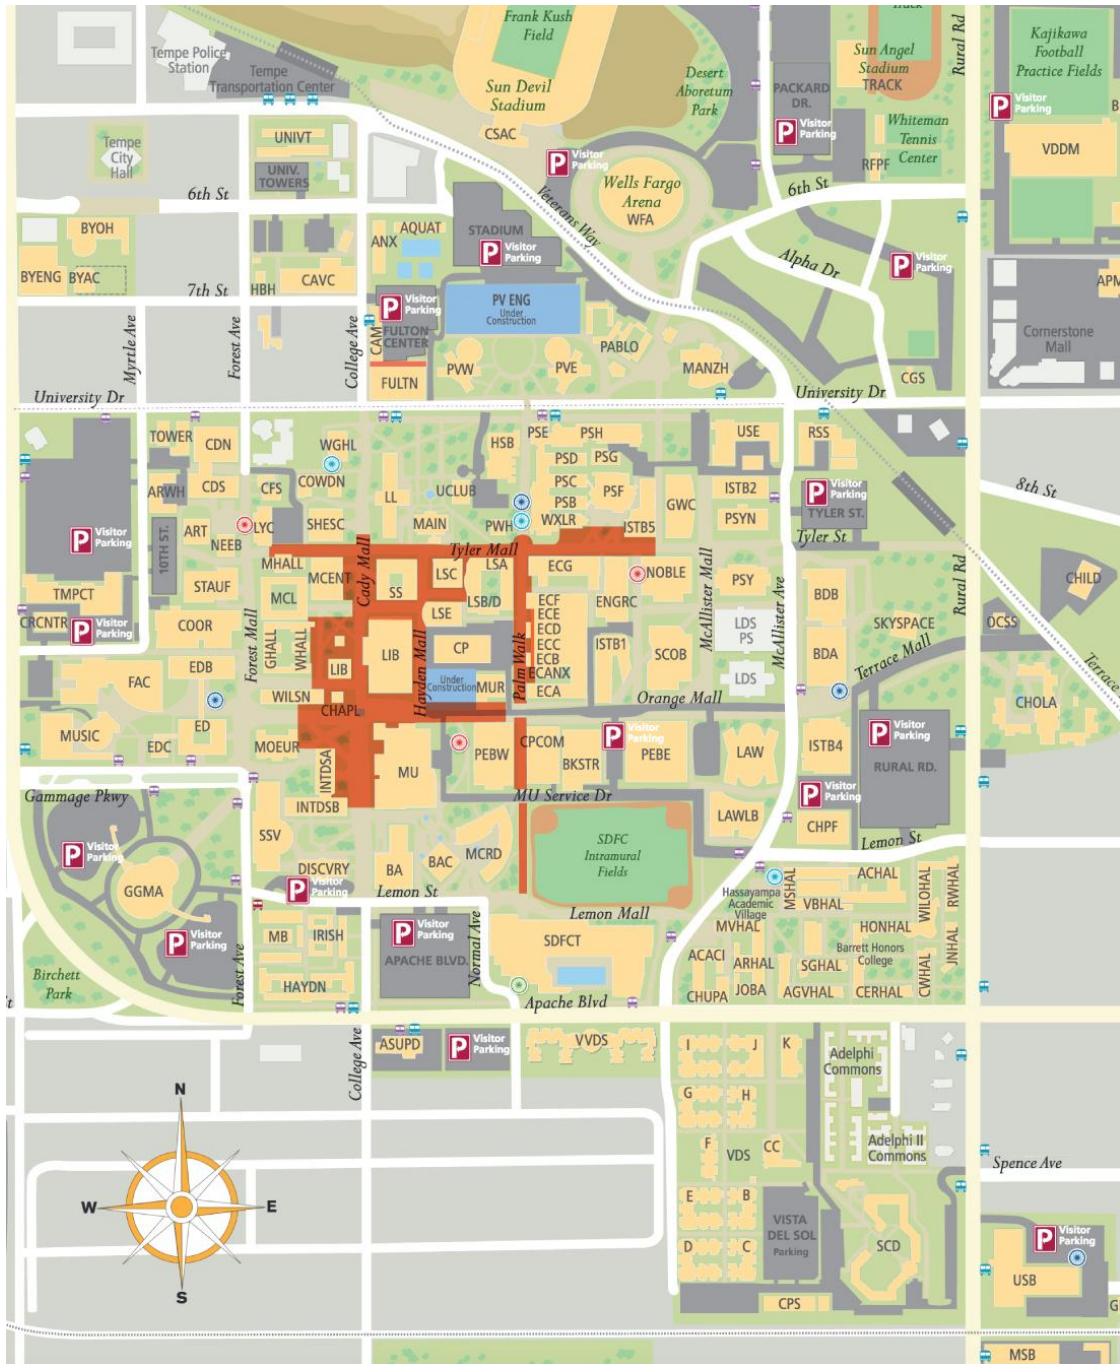 Frank Kush
Field
Sun Devil
Stadium
CSAC
Tempe Police
Station
Tempe
Transportation Center
Desert
Aboretum
Park
PACKARD
DR.
Visitor
Parking
Sun Angel
Stadium
TRACK
Track
Whiteman
Tennis
Center
RFPF
Rural Rd
Kajikawa
Football
Practice Fields
Visitor
Parking
B
VDDM
Tempe
City
Hall
UNIVT
UNIV.
TOWERS
6th St
Visitor
Parking
Veterans Way
Wells Fargo
Arena
WFA
6th St
BYOH
BYENG
BYAC
7th St
HBH
CAVC
ANX
AQUAT
STADIUM
Visitor
Parking
Alpha Dr
Visitor
Parking
APM
Cornerstone
Mall
Myrtle Ave
Forest Ave
College Ave
CAM
Visitor
Parking
FULTON
CENTER
FULTN
PV ENG
Under
Construction
PVW
PVE
PABLO
MANZH
CGS
University Dr
University Dr
8th St
TOWER
CDN
CDS
ARWH
WGHL
COWDN
CFS
LL
UCLUB
HSB
PSE
PSH
PSD
PSG
PSC
PSB
PSF
PWH
WXLR
ISTB5
GWC
USE
RSS
ISTB2
PSYN
Visitor
Parking
TYLER ST.
Tyler St
Visitor
Parking
10TH ST.
ART
NEEB
LYC
SHESC
MAIN
Tyler Mall
MHALL
MCENT
MCL
Cady Mall
SS
LSC
LSA
LSE
LSB/D
ECG
NOBLE
ENGRC
ECF
ECE
ECD
ECC
ECB
ECANX
ECA
ISTB1
SCOB
PSY
LDS
PS
LDS
McAllister Mall
McAllister Ave
BDB
BDA
SKYSPACE
Terrace Mall
Rural Rd
CHILD
OCSS
Terrace
CHOLA
TMPCT
CRCNTR
Visitor
Parking
STAUF
COOR
EDB
FAC
MUSIC
EDC
ED
Forest Mall
GHALL
WHALL
WILSN
MOEUR
LIB
LIB
CHAPL
Hayden Mall
CP
Under
Construction
MUR
Palm Walk
Orange Mall
INTDSA
INTDSB
MU
PEBW
CPCOM
BKSTR
Visitor
Parking
PEBE
LAW
ISTB4
Visitor
Parking
RURAL RD.
Visitor
Parking
MU Service Dr
LAWLB
CHPF
Lemon St
Gammage Pkwy
Visitor
Parking
GGMA
SSV
DISCVRY
Visitor
Parking
BA
BAC
MCRD
Lemon St
SDFC
Intramural
Fields
Lemon Mall
Hassayampa
Academic
Village
MSHAL
ACHAL
VBHAL
MVHAL
HONHAL
Barrett Honors
College
WILOHAL
RWHAL
JNHAL
CWHAL
Visitor
Parking
Birchett
Park
Forest Ave
MB
IRISH
HAYDN
Visitor
Parking
APACHE BLVD.
Normal Ave
SDFCT
Apache Blvd
ACACI
ARHAL
CHUPA
JOBA
SGHAL
AGVHAL
CERHAL
St
College Ave
ASUPD
Visitor
Parking
VVDS
I
J
K
G
H
F
VDS
CC
E
B
D
C
Adelphi
Commons
Adelphi II
Commons
VISTA
DEL SOL
Parking
SCD
CPS
Spence Ave
Visitor
Parking
USB
G
MSB
N
W
E
S